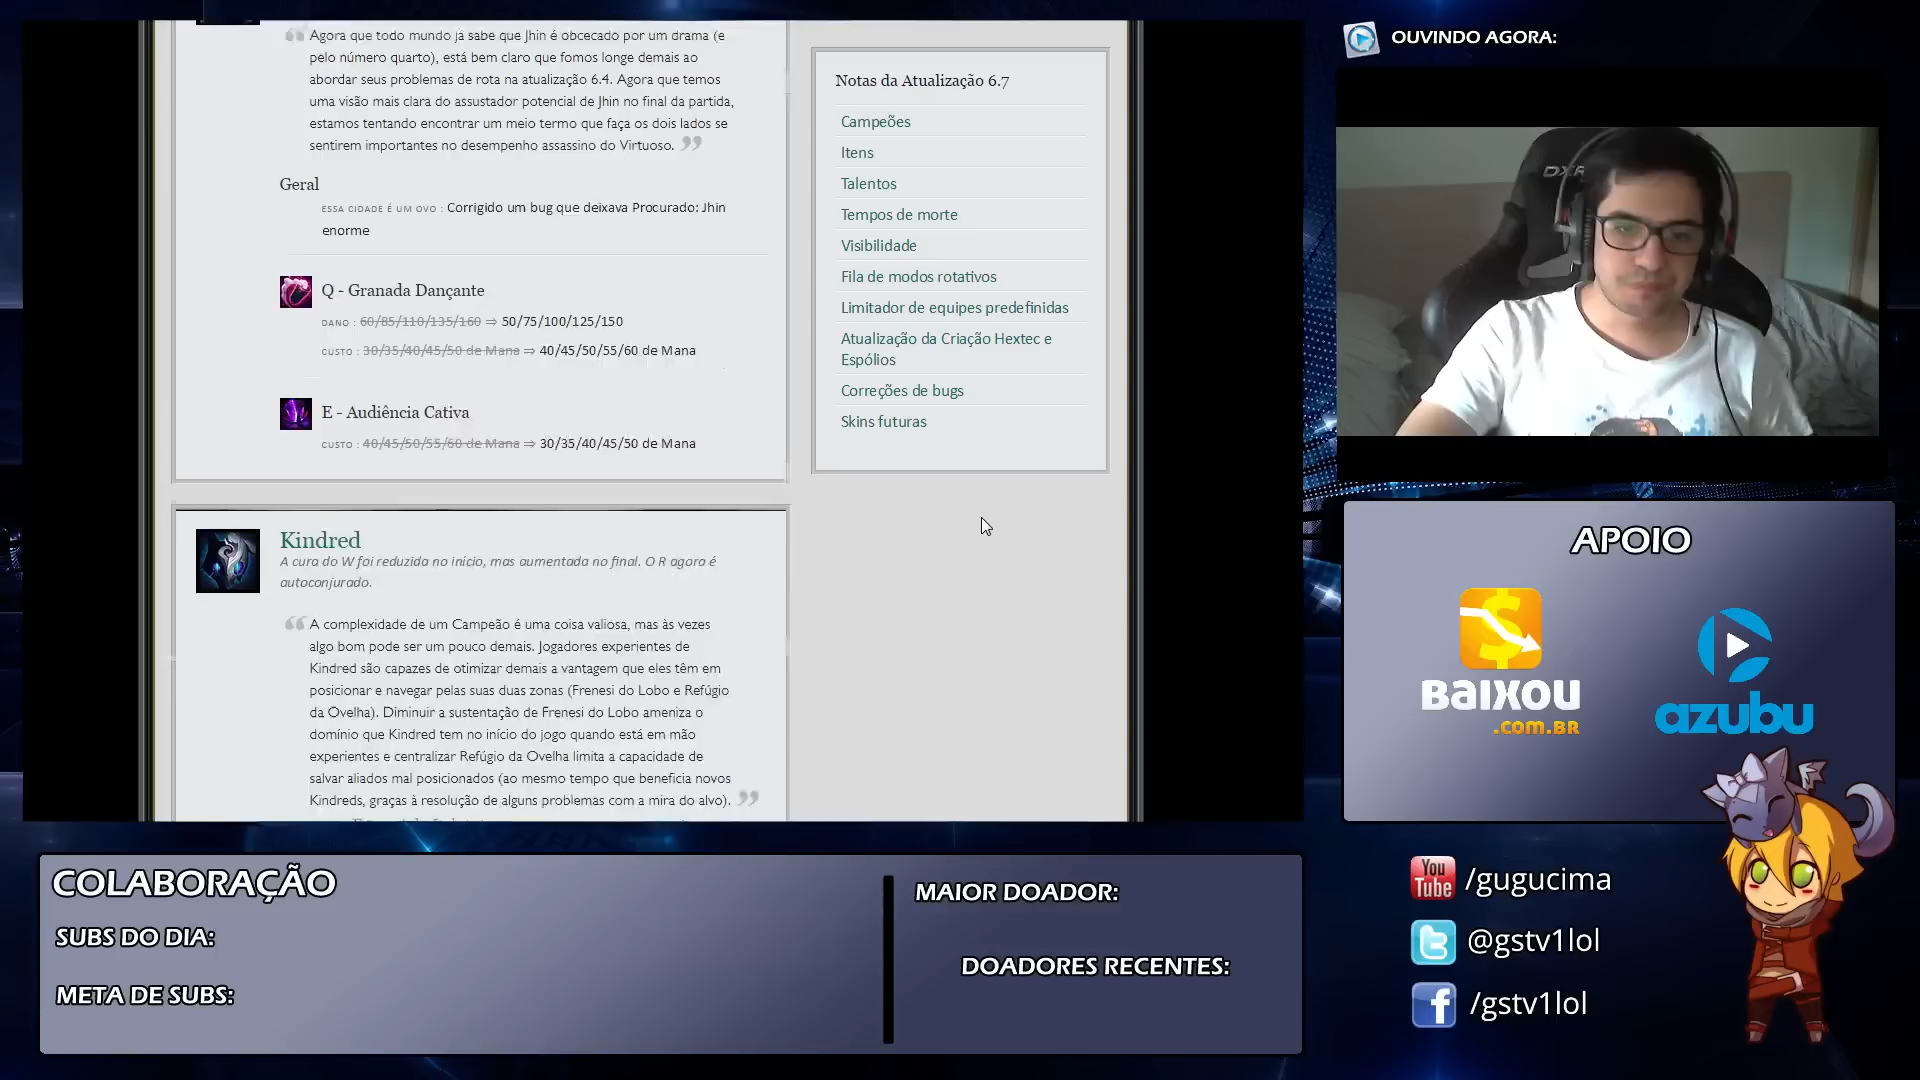 Agora que todo mundo já sabe que Jhin é obcecado por um drama (e
pelo número quarto), está bem claro que fomos longe demais ao
abordar seus problemas de rota na atualização 6.4. Agora que temos
uma visão mais clara do assustador potencial de Jhin no final da partida,
estamos tentando encontrar um meio termo que faça os dois lados se
sentirem importantes no desempenho assassino do Virtuoso.
Geral
ESSA CIDADE É UM OVO : Corrigido um bug que deixava Procurado: Jhin
enorme
Q - Granada Dançante
DANO : 60/85/110/135/160 ⇒ 50/75/100/125/150
CUSTO : 30/35/40/45/50 de Mana ⇒ 40/45/50/55/60 de Mana
E - Audiência Cativa
CUSTO : 40/45/50/55/60 de Mana ⇒ 30/35/40/45/50 de Mana
Kindred
A cura do W foi reduzida no início, mas aumentada no final. O R agora é
autoconjurado.
A complexidade de um Campeão é uma coisa valiosa, mas às vezes
algo bom pode ser um pouco demais. Jogadores experientes de
Kindred são capazes de otimizar demais a vantagem que eles têm em
posicionar e navegar pelas suas duas zonas (Frenesi do Lobo e Refúgio
da Ovelha). Diminuir a sustentação de Frenesi do Lobo ameniza o
domínio que Kindred tem no início do jogo quando está em mão
experientes e centralizar Refúgio da Ovelha limita a capacidade de
salvar aliados mal posicionados (ao mesmo tempo que beneficia novos
Kindreds, graças à resolução de alguns problemas com a mira do alvo).
Notas da Atualização 6.7
Campeões
Itens
Talentos
Tempos de morte
Visibilidade
Fila de modos rotativos
Limitador de equipes predefinidas
Atualização da Criação Hextec e
Espólios
Correções de bugs
Skins futuras
OUVINDO AGORA:
APOIO
BAIXOU
.COM.BR
azubu
You
Tube
/gugucima
@gstv1lol
/gstv1lol
COLABORAÇÃO
SUBS DO DIA:
META DE SUBS:
MAIOR DOADOR:
DOADORES RECENTES: